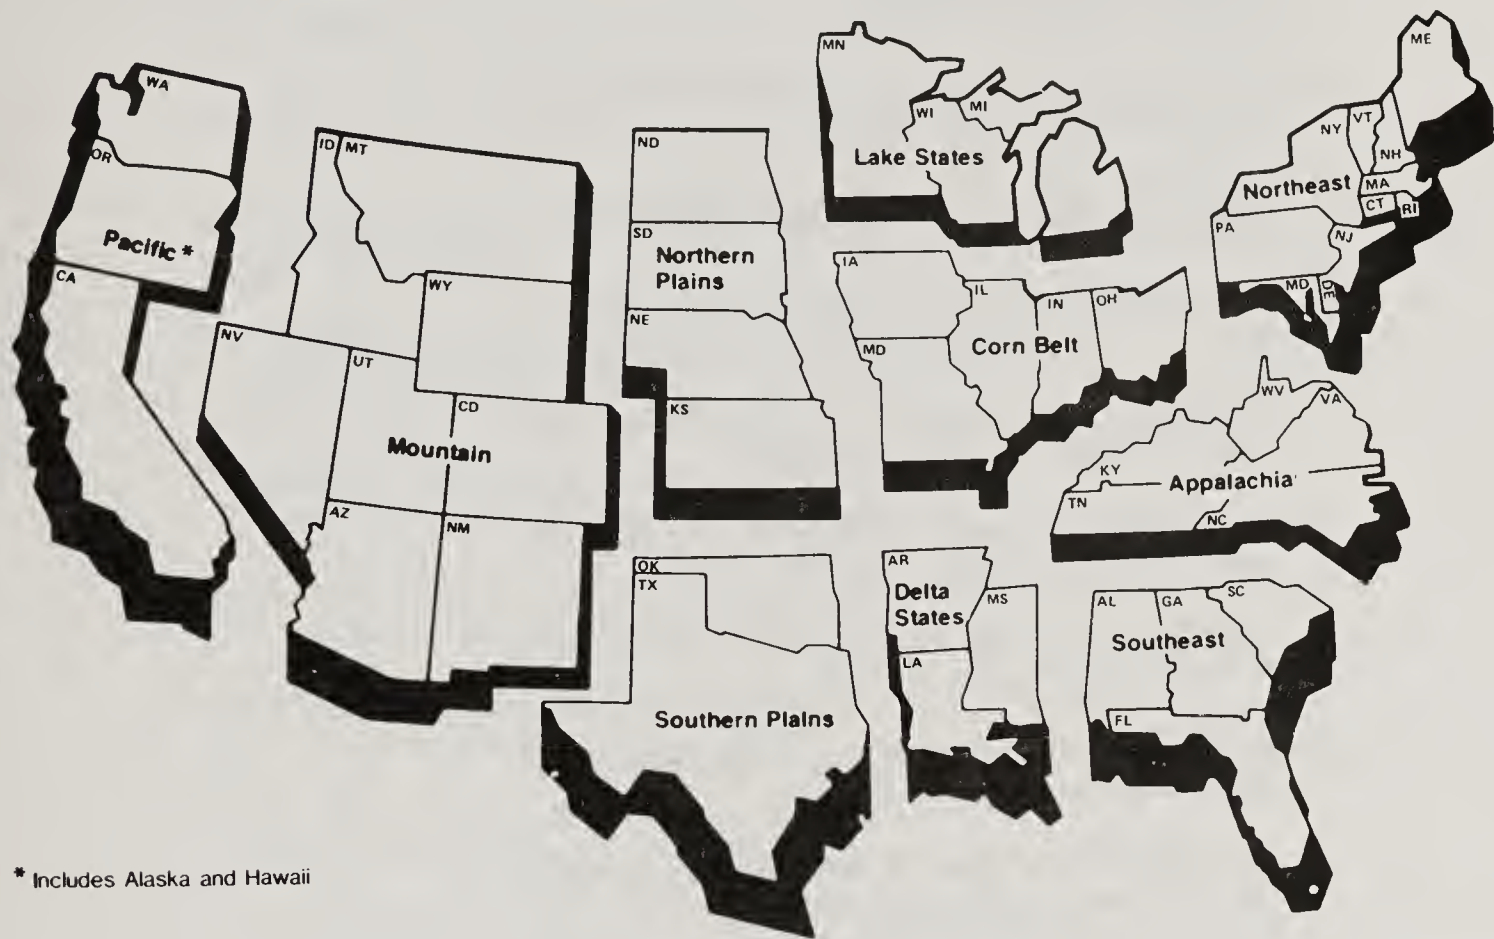 WA
OR
Pacific *
CA
ID
MT
WY
NV
UT
CD
Mountain
AZ
NM
ND
SD
Northern
Plains
NE
KS
OK
TX
Southern Plains
MN
WI
MI
Lake States
IA
IL
IN
OH
MD
Corn Belt
AR
Delta
States
MS
LA
ME
VT
NY
NH
Northeast
MA
CT
RI
PA
NJ
MD
DE
WV
VA
KY
Appalachia
TN
NC
AL
GA
SC
Southeast
FL
* Includes Alaska and Hawaii